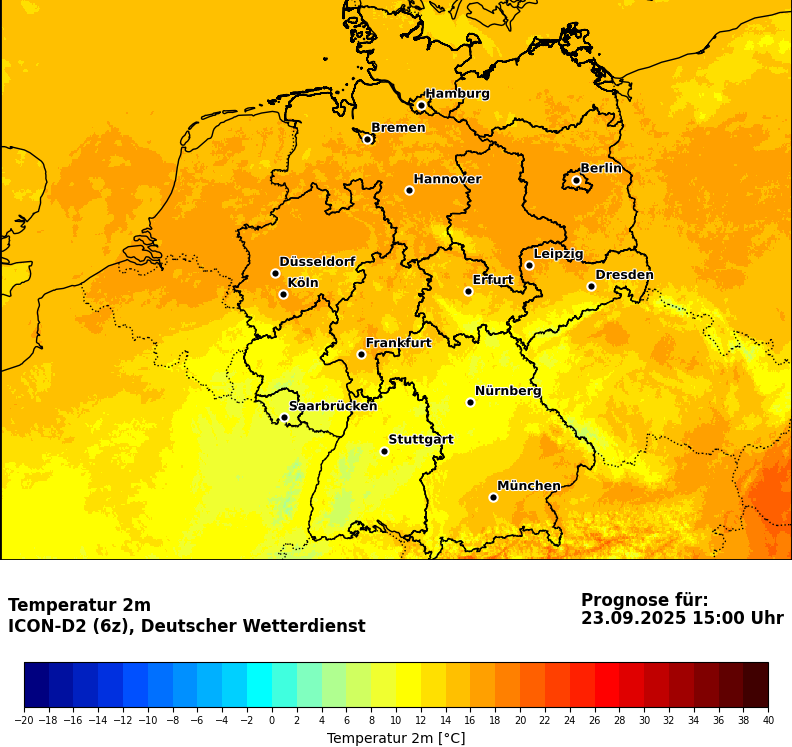 Hamburg
Bremen
Berlin
Hannover
Leipzig
Düsseldorf
Dresden
Köln
Erfurt
Frankfurt
Nürnberg
Saarbrücken
Stuttgart
München
Temperatur 2m
ICON-D2 (6z), Deutscher Wetterdienst
Prognose für:
23.09.2025 15:00 Uhr
−20 −18 −16 −14 −12 −10 −8 −6 −4 −2 0 2 4 6 8 10 12 14 16 18 20 22 24 26 28 30 32 34 36 38 40
Temperatur 2m [°C]